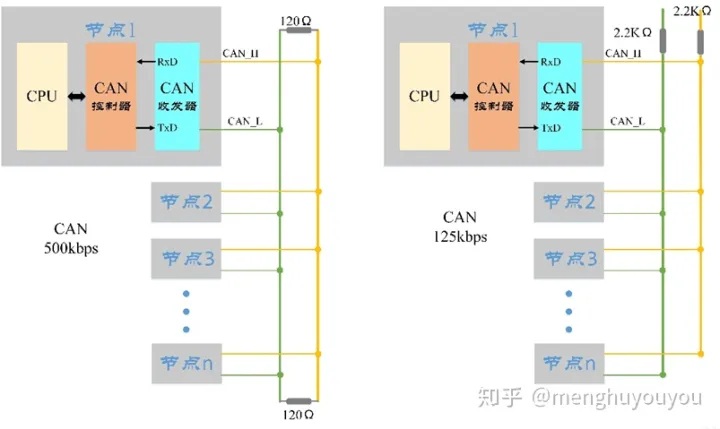 节点1
120Ω
CPU
CAN
控制器
CAN
收发器
RxD
TxD
CAN_H
CAN_L
节点2
CAN
500kbps
节点3
节点n
120Ω
节点1
2.2KΩ
2.2KΩ
CPU
CAN
控制器
CAN
收发器
RxD
TxD
CAN_H
CAN_L
节点2
CAN
125kbps
节点3
节点n
知乎 @menghuyouyou